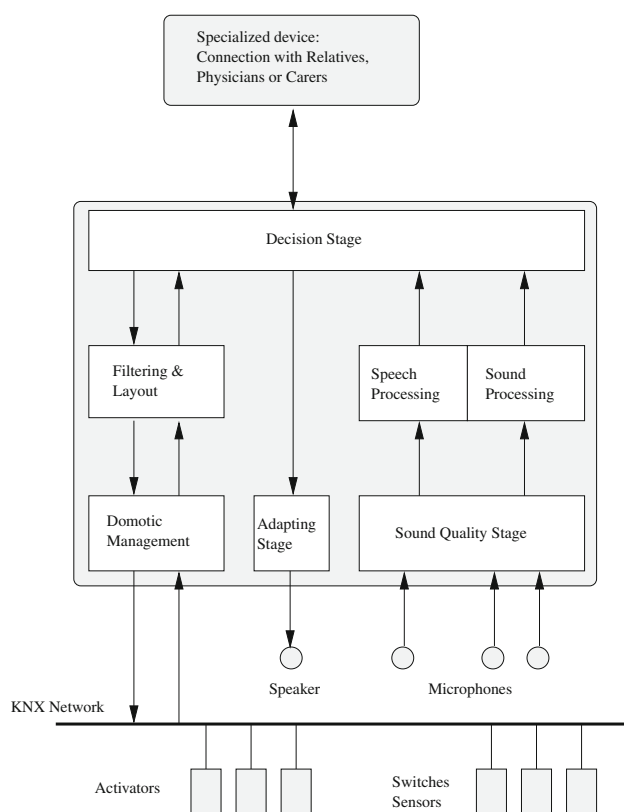 Specialized device:
Connection with Relatives,
Physicians or Carers
Decision Stage
Filtering &
Layout
Speech
Processing
Sound
Processing
Domotic
Management
Adapting
Stage
Sound Quality Stage
Speaker
Microphones
KNX Network
Activators
Switches
Sensors